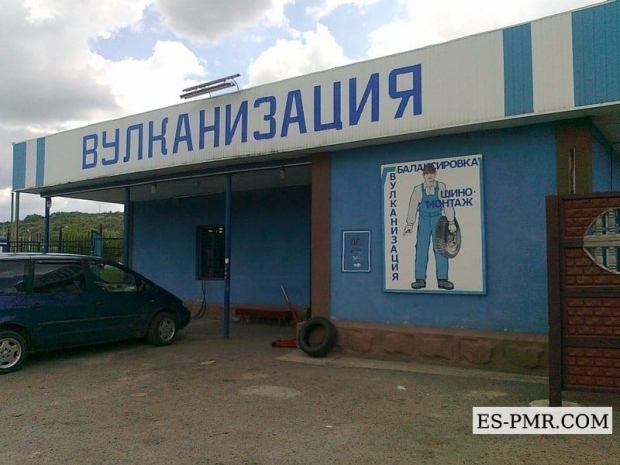 ВУЛКАНИЗАЦИЯ
БАЛАНСИРОВКА
ВУЛКАНИЗАЦИЯ
ШИНО-
МОНТАЖ
ES-PMR.COM